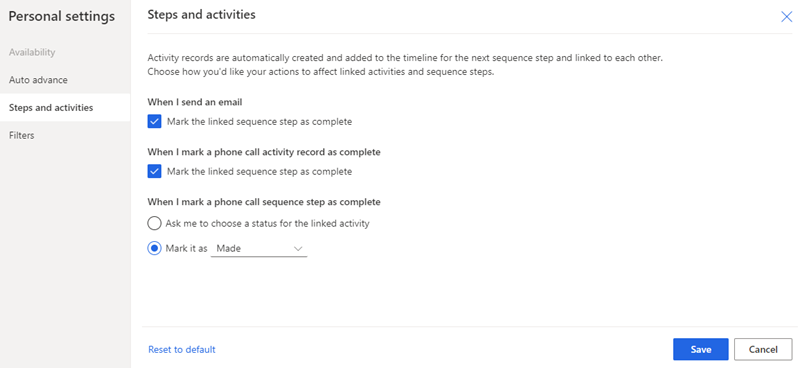 Personal settings
Availability
Auto advance
Steps and activities
Filters
Steps and activities
Activity records are automatically created and added to the timeline for the next sequence step and linked to each other.
Choose how you'd like your actions to affect linked activities and sequence steps.
When I send an email
Mark the linked sequence step as complete
When I mark a phone call activity record as complete
Mark the linked sequence step as complete
When I mark a phone call sequence step as complete
Ask me to choose a status for the linked activity
Mark it as Made
Reset to default
Save Cancel